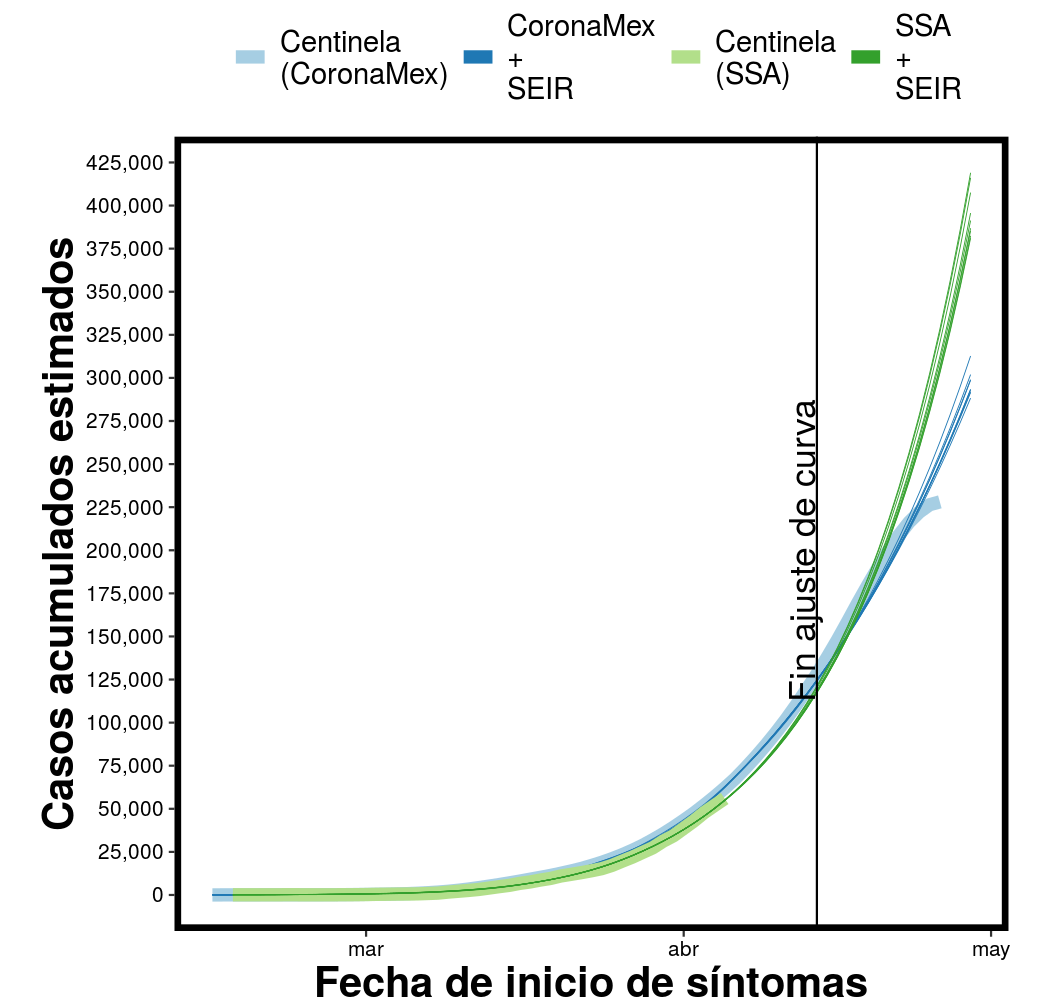 Centinela
(CoronaMex)
CoronaMex
+
SEIR
Centinela
(SSA)
SSA
+
SEIR
Casos acumulados estimados
425,000
400,000
375,000
350,000
325,000
300,000
275,000
250,000
225,000
200,000
175,000
150,000
125,000
100,000
75,000
50,000
25,000
0
Fin ajuste de curva
mar
abr
may
Fecha de inicio de síntomas